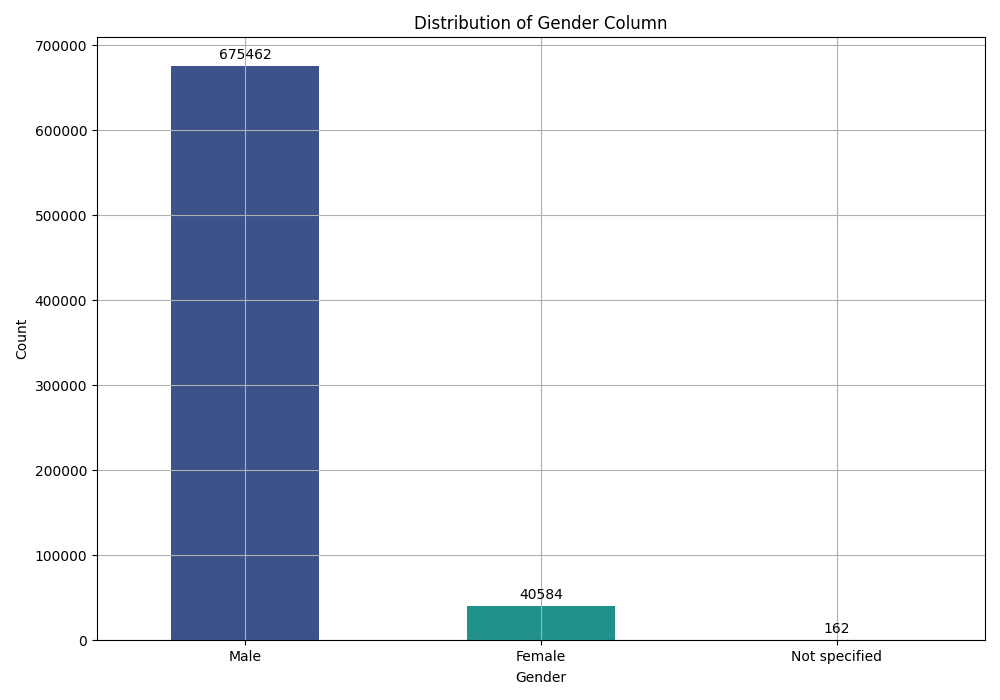 Distribution of Gender Column
700000
675462
600000
500000
400000
Count
300000
200000
100000
40584
162
0
Male Female Not specified
Gender